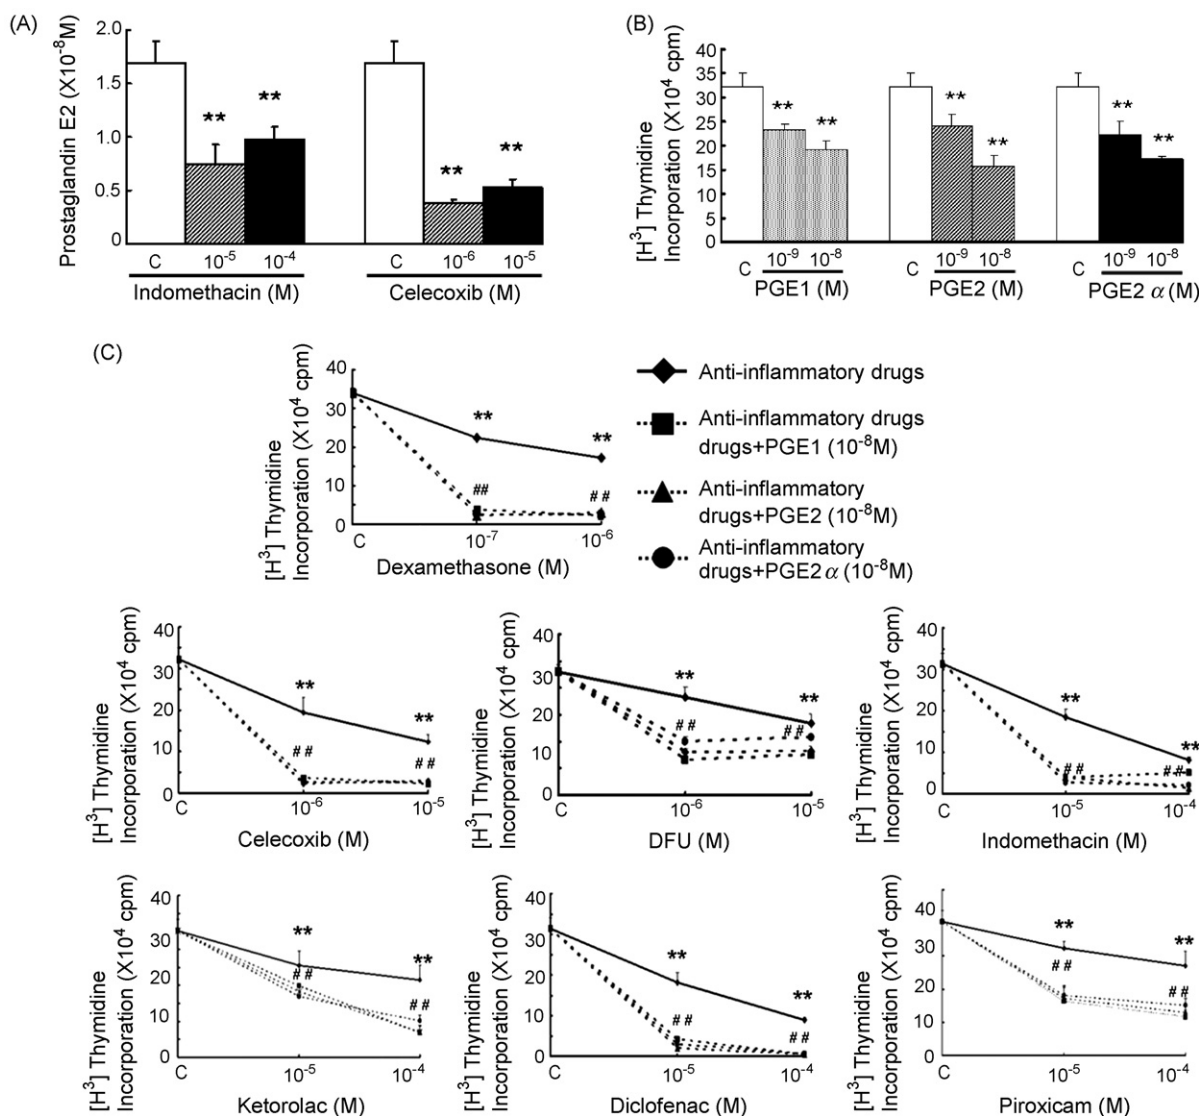 (A)
Prostaglandin E2 (X10⁻⁸M)
2.0
1.5
1.0
0.5
0
**
**
**
**
C
10⁻⁵
10⁻⁴
C
10⁻⁶
10⁻⁵
Indomethacin (M)
Celecoxib (M)
(B)
[H³] Thymidine
Incorporation (X10⁴ cpm)
40
35
35
25
20
15
10
5
0
**
**
**
**
**
**
C
10⁻⁹
10⁻⁸
C
10⁻⁹
10⁻⁸
C
10⁻⁹
10⁻⁸
PGE1 (M)
PGE2 (M)
PGE2 α (M)
(C)
[H³] Thymidine
Incorporation (X10⁴ cpm)
40
30
20
10
0
**
**
##
# #
C
10⁻⁷
10⁻⁶
Dexamethasone (M)
Anti-inflammatory drugs
Anti-inflammatory drugs
drugs+PGE1 (10⁻⁸M)
Anti-inflammatory
drugs+PGE2 (10⁻⁸M)
Anti-inflammatory
drugs+PGE2 α (10⁻⁸M)
[H³] Thymidine
Incorporation (X10⁴ cpm)
40
30
20
10
0
**
**
# #
# #
C
10⁻⁶
10⁻⁵
Celecoxib (M)
[H³] Thymidine
Incorporation (X10⁴ cpm)
40
30
20
10
0
**
**
# #
# #
C
10⁻⁶
10⁻⁵
DFU (M)
[H³] Thymidine
Incorporation (X10⁴ cpm)
40
30
20
10
0
**
**
# #
# #
C
10⁻⁵
10⁻⁴
Indomethacin (M)
[H³] Thymidine
Incorporation (X10⁴ cpm)
40
30
20
10
0
**
**
# #
# #
C
10⁻⁵
10⁻⁴
Ketorolac (M)
[H³] Thymidine
Incorporation (X10⁴ cpm)
40
30
20
10
0
**
**
# #
# #
C
10⁻⁵
10⁻⁴
Diclofenac (M)
[H³] Thymidine
Incorporation (X10⁴ cpm)
40
30
20
10
0
**
**
# #
# #
C
10⁻⁵
10⁻⁴
Piroxicam (M)